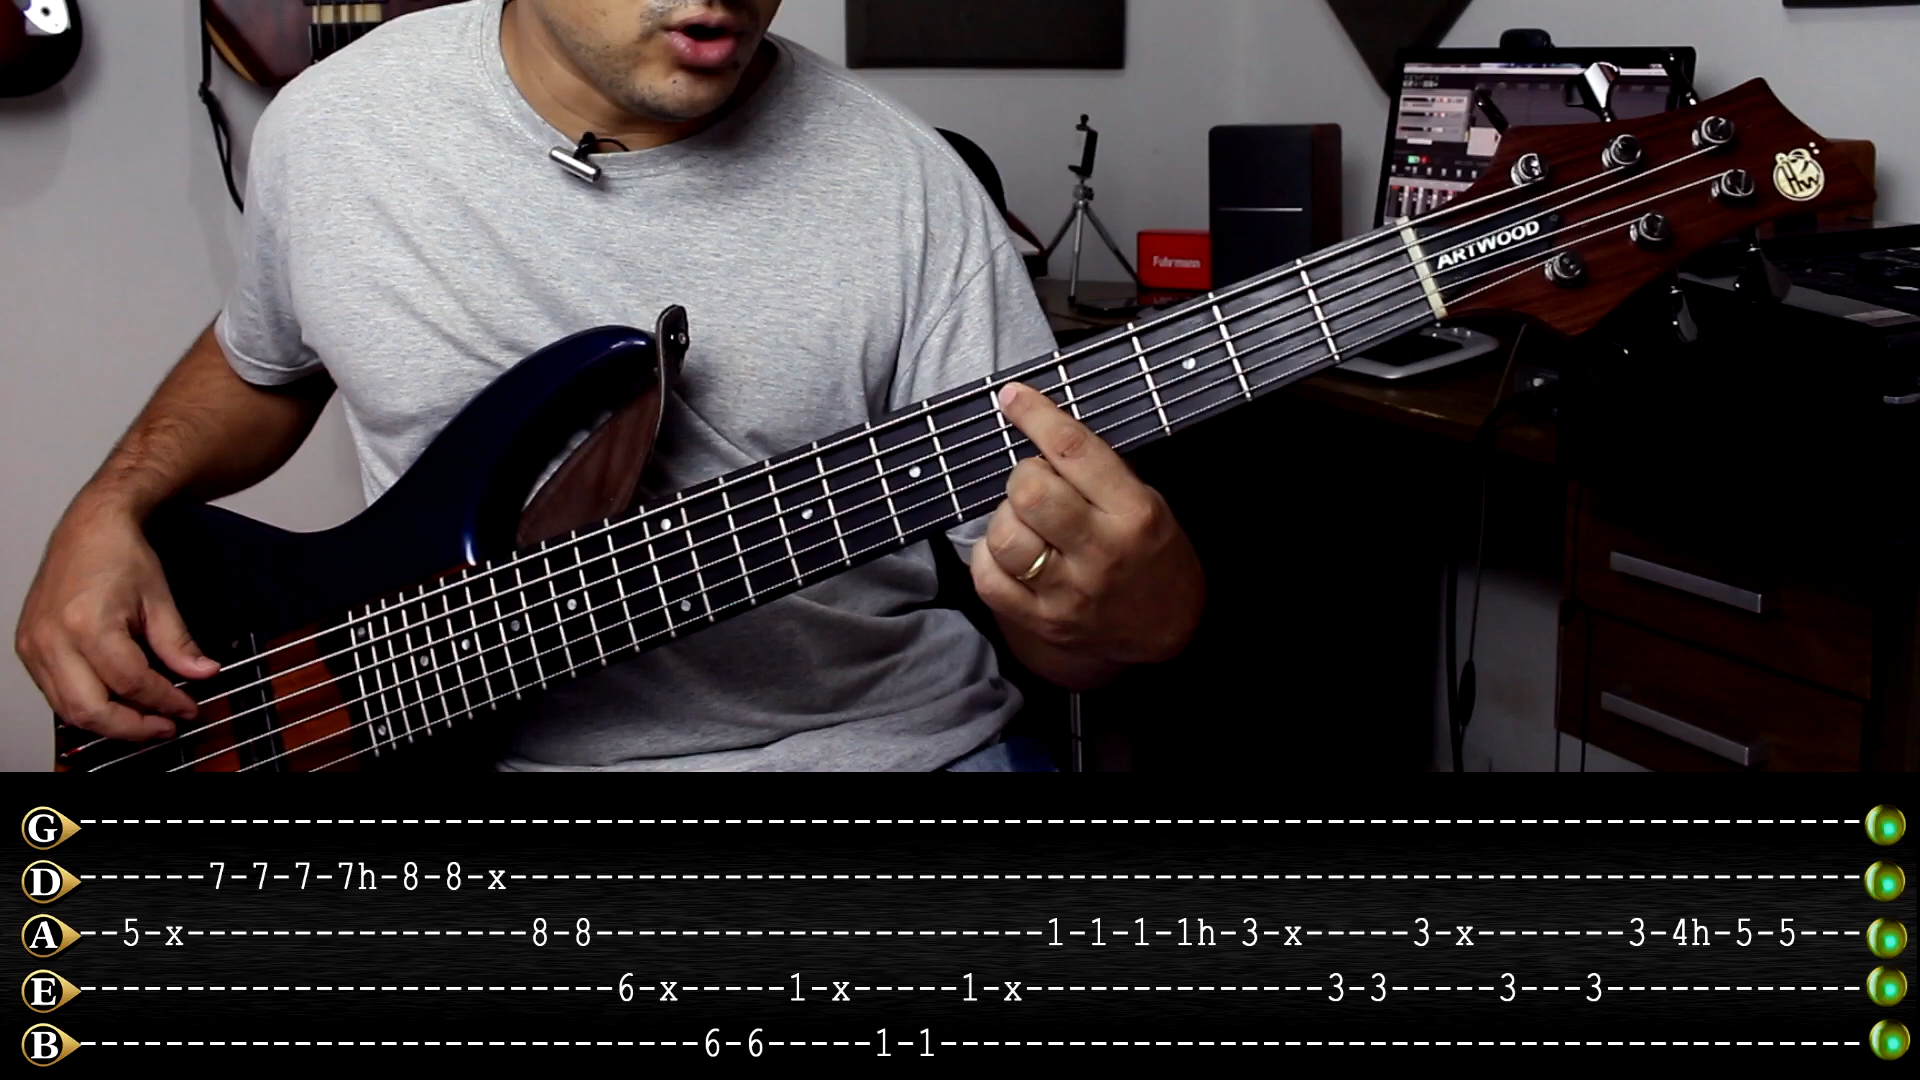 ARTWOOD
Fuhrmann
G--------------------------------------------------------------------------------
D------7-7-7-7h-8-8-x---------------------------------------------------------------
A--5-x----------------8-8---------------------1-1-1-1h-3-x-----3-x-------3-4h-5-5---
E-------------------------6-x-----1-x-----1-x--------------3-3-----3---3------------
B-----------------------------6-6-----1-1-------------------------------------------